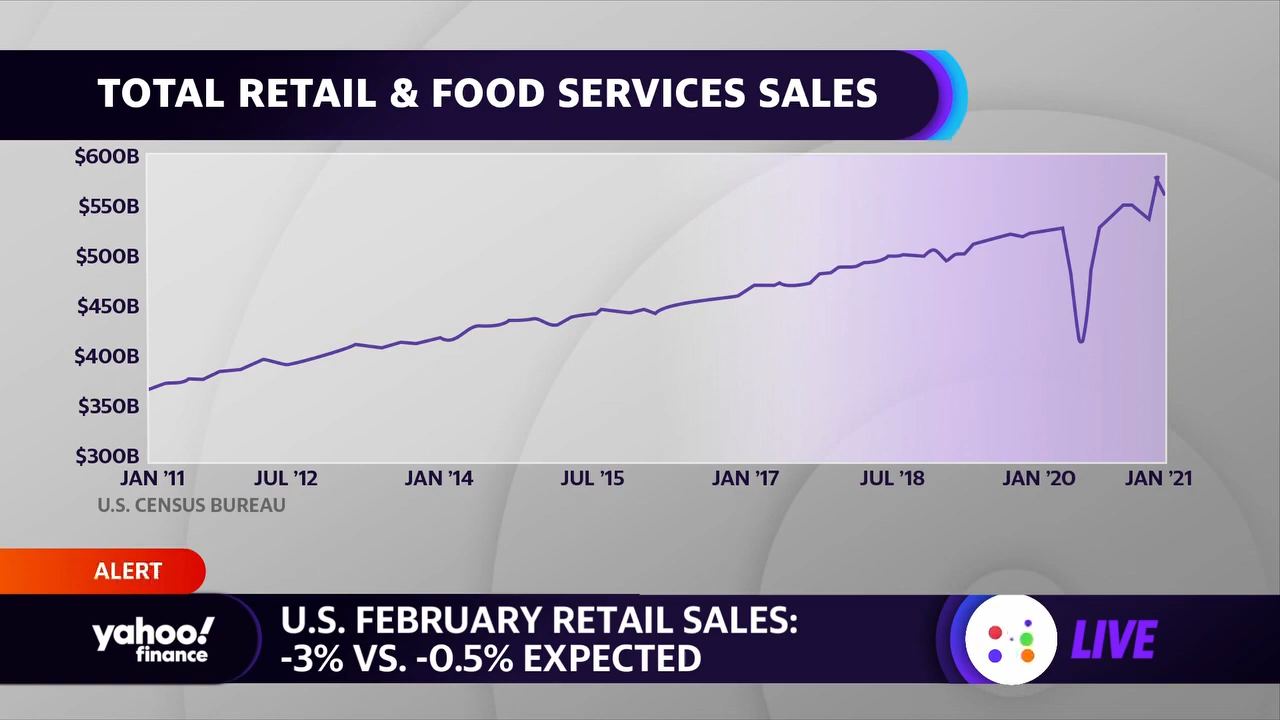 TOTAL RETAIL & FOOD SERVICES SALES
$600B
$550B
$500B
$450B
$400B
$350B
$300B
JAN ’11 JUL ’12 JAN ’14 JUL ’15 JAN ’17 JUL ’18 JAN ’20 JAN ’21
U.S. CENSUS BUREAU
ALERT
yahoo!
finance
U.S. FEBRUARY RETAIL SALES:
-3% VS. -0.5% EXPECTED
LIVE